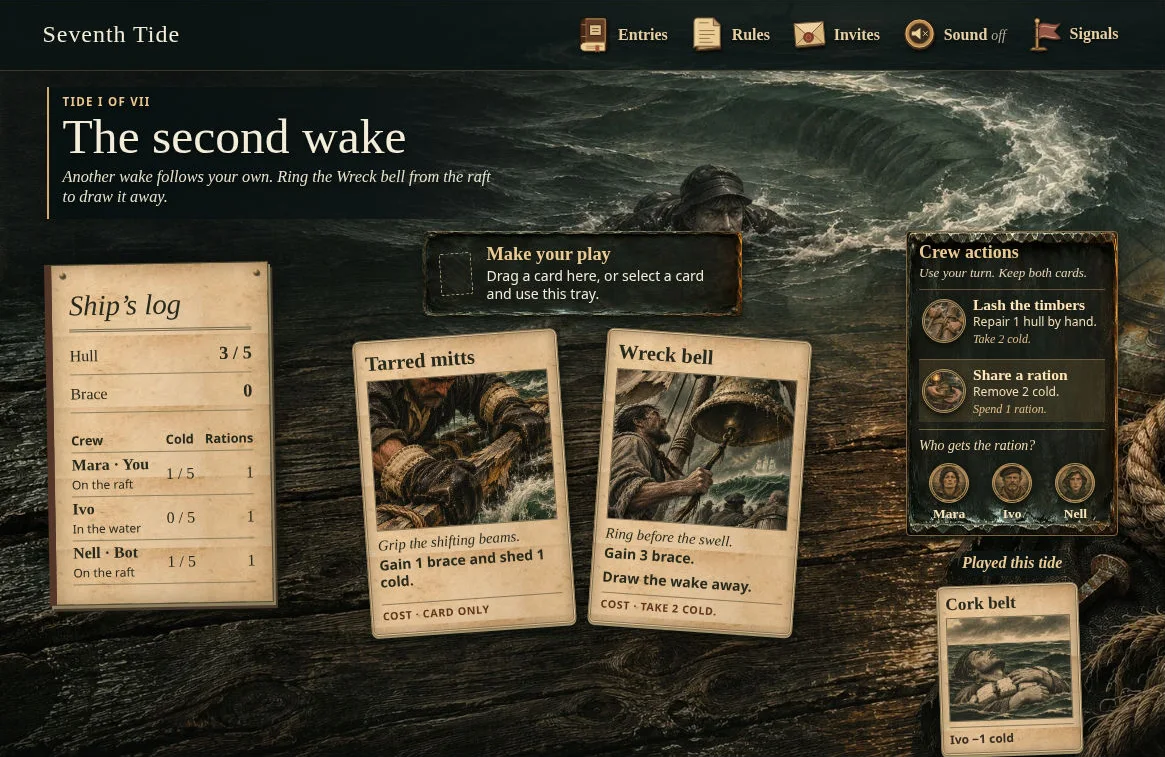 Seventh Tide
Entries
Rules
Invites
Sound off
Signals
TIDE I OF VII
The second wake
Another wake follows your own. Ring the Wreck bell from the raft
to draw it away.
Make your play
Drag a card here, or select a card
and use this tray.
Ship’s log
Hull 3 / 5
Brace 0
Crew Cold Rations
Mara · You 1 / 5 1
On the raft
Ivo 0 / 5 1
In the water
Nell · Bot 1 / 5 1
On the raft
Tarred mitts
Grip the shifting beams.
Gain 1 brace and shed 1
cold.
COST · CARD ONLY
Wreck bell
Ring before the swell.
Gain 3 brace.
Draw the wake away.
COST · TAKE 2 COLD.
Crew actions
Use your turn. Keep both cards.
Lash the timbers
Repair 1 hull by hand.
Take 2 cold.
Share a ration
Remove 2 cold.
Spend 1 ration.
Who gets the ration?
Mara Ivo Nell
Played this tide
Cork belt
Ivo −1 cold